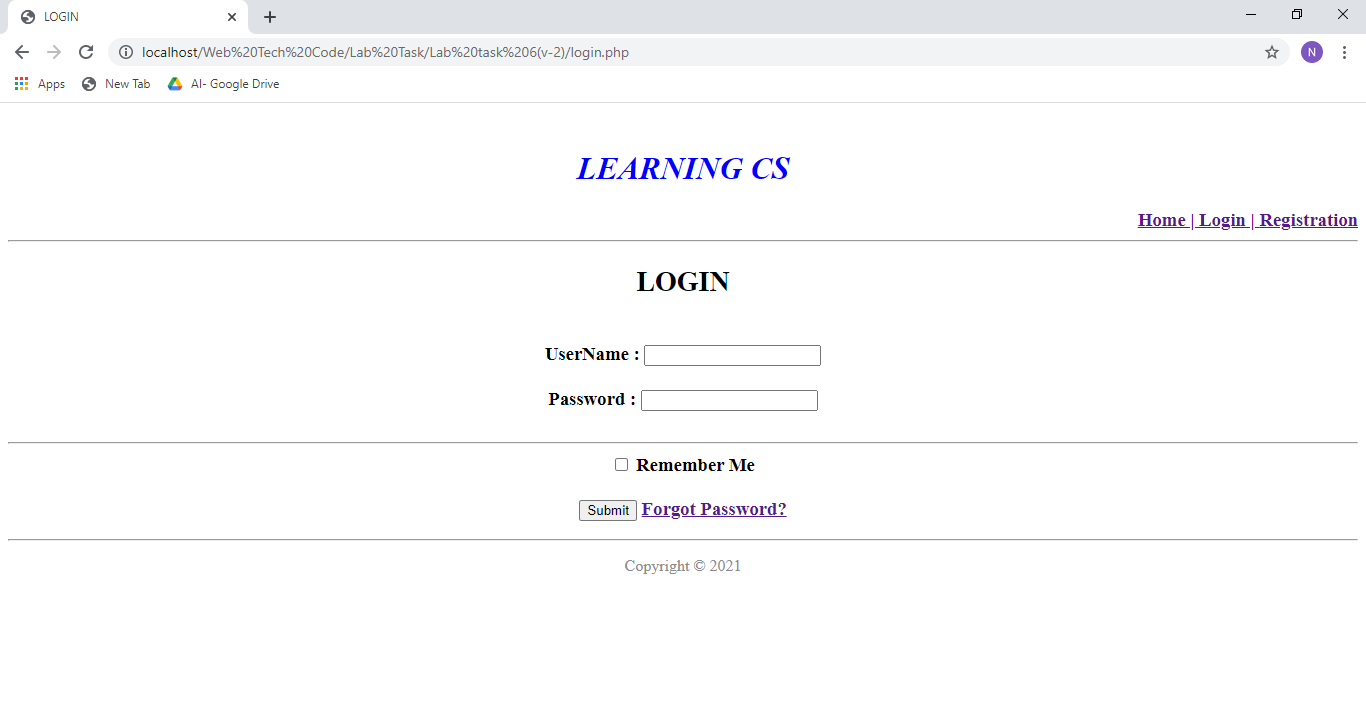 LOGIN
localhost/Web%20Tech%20Code/Lab%20Task/Lab%20task%206(v-2)/login.php
N
Apps New Tab AI- Google Drive
LEARNING CS
Home | Login | Registration
LOGIN
UserName :
Password :
Remember Me
Submit Forgot Password?
Copyright © 2021